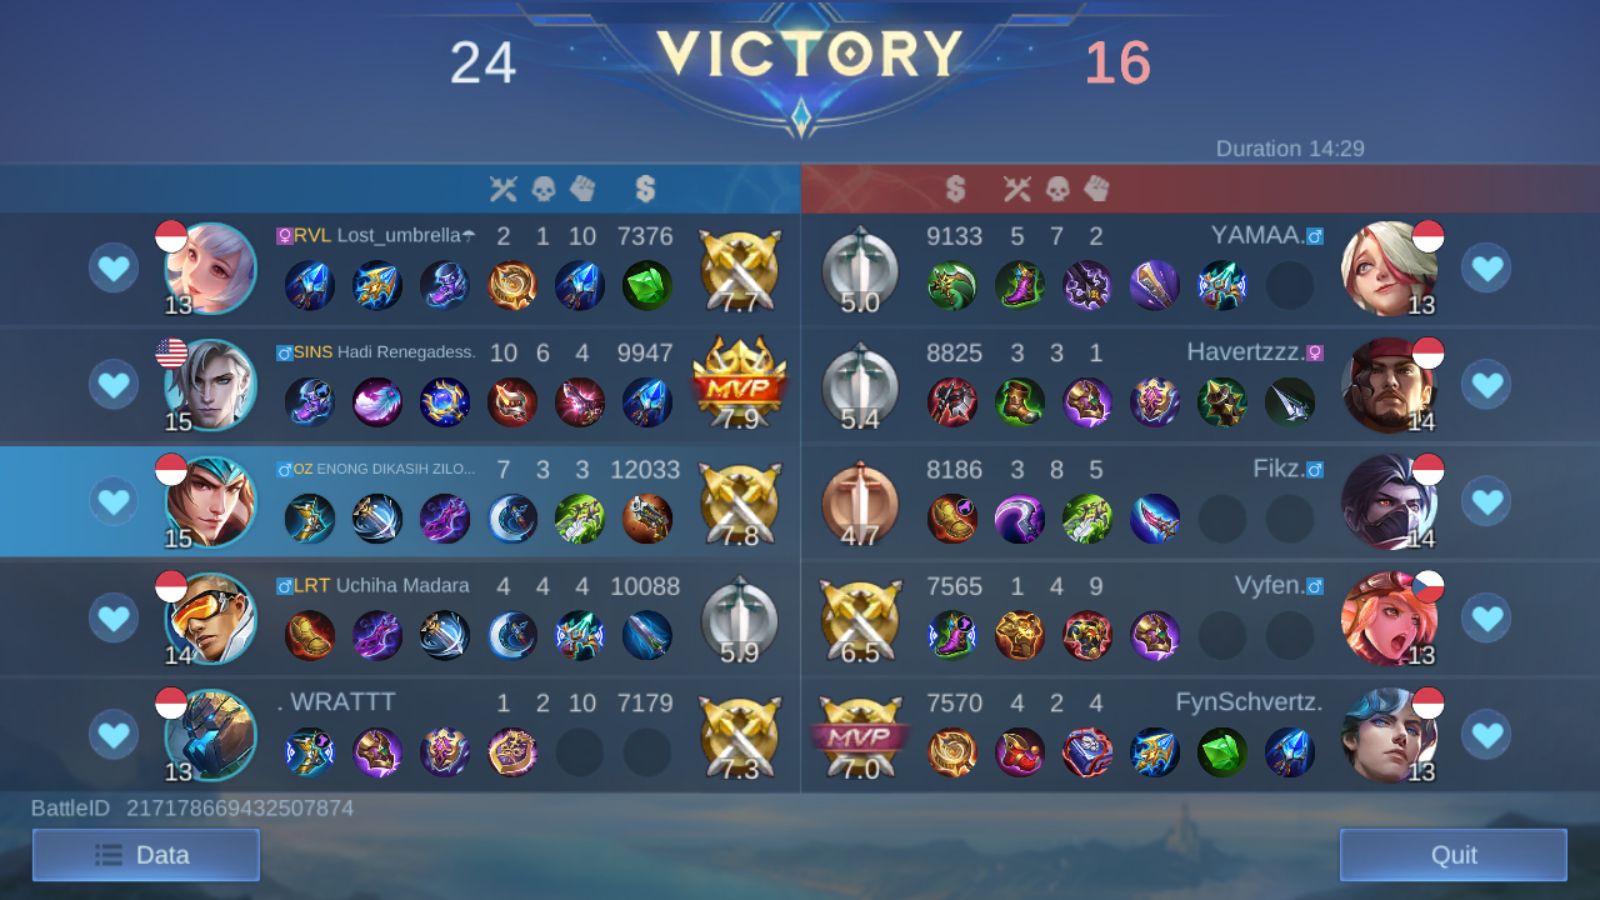 24 VICTORY 16
Duration 14:29
RVL Lost_umbrella 2 1 10 7376 7.7
13
SINS Hadi Renegadess. 10 6 4 9947 MVP 7.9
15
OZ ENONG DIKASIH ZILO... 7 3 3 12033 7.8
15
LRT Uchiha Madara 4 4 4 10088 5.9
14
. WRATTT 1 2 10 7179 7.3
13
5.0 9133 5 7 2 YAMAA.
13
5.4 8825 3 3 1 Havertzzz.
14
4.7 8186 3 8 5 Fikz.
14
6.5 7565 1 4 9 Vyfen.
13
MVP 7.0 7570 4 2 4 FynSchvertz.
13
BattleID 217178669432507874
Data
Quit